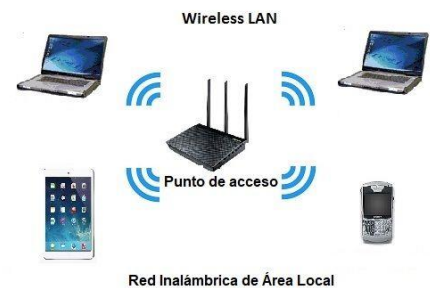 Wireless LAN
Punto de acceso
Red Inalámbrica de Área Local